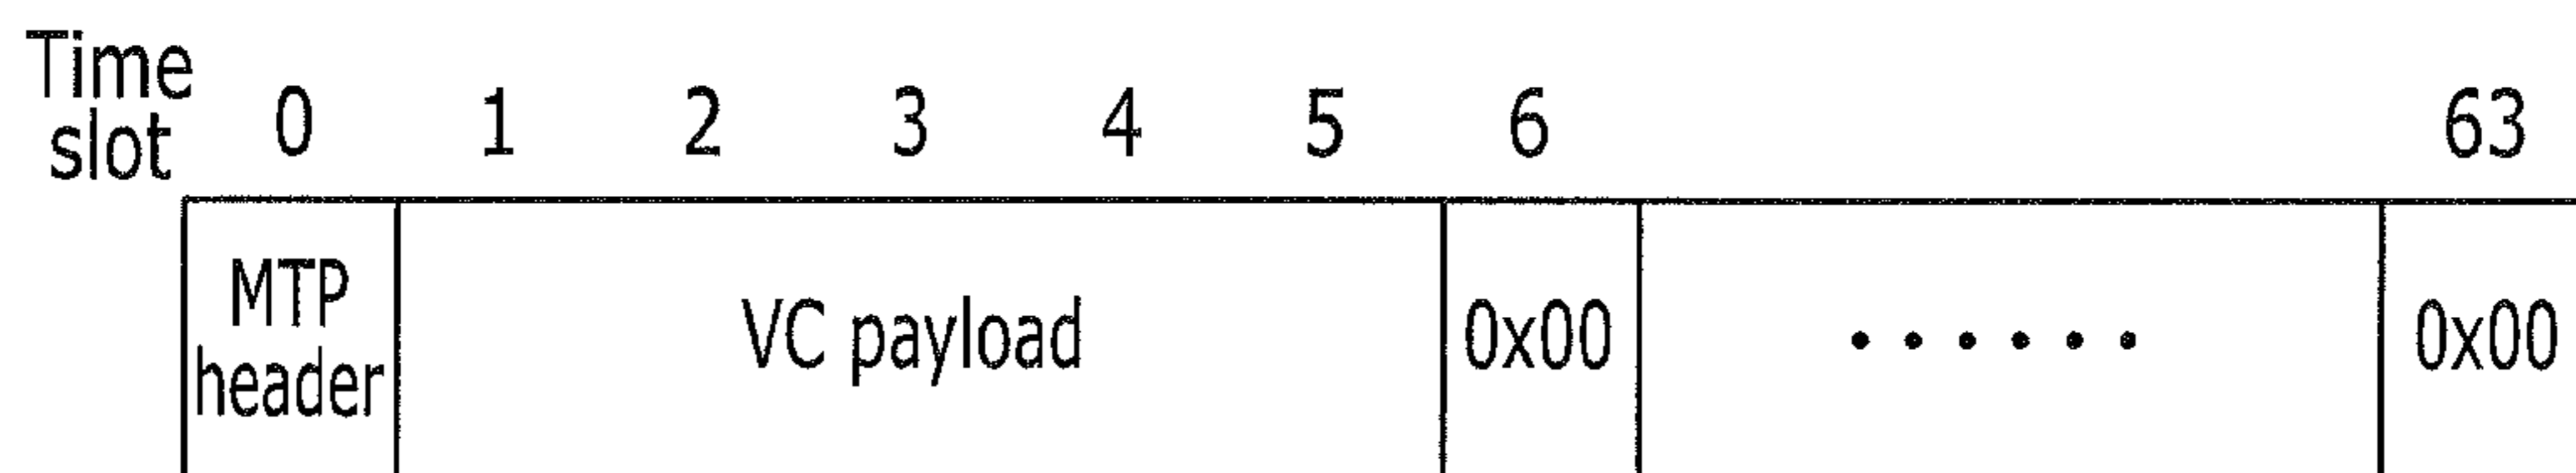 Time
slot 0 1 2 3 4 5 6 63
MTP
header
VC payload
0x00
......
0x00